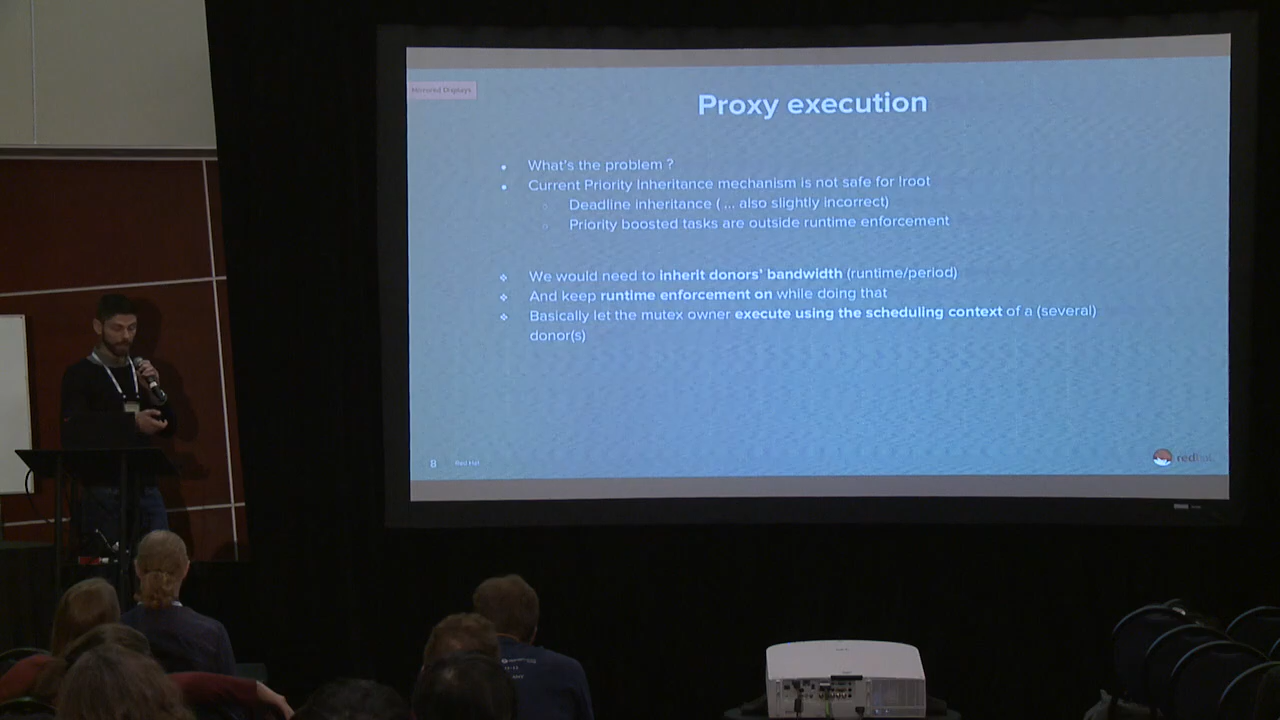 Mirrored Displays
Proxy execution
What's the problem ?
Current Priority Inheritance mechanism is not safe for !root
Deadline inheritance ( ... also slightly incorrect)
Priority boosted tasks are outside runtime enforcement
We would need to inherit donors' bandwidth (runtime/period)
And keep runtime enforcement on while doing that
Basically let the mutex owner execute using the scheduling context of a (several)
donor(s)
8 Red Hat
redhat